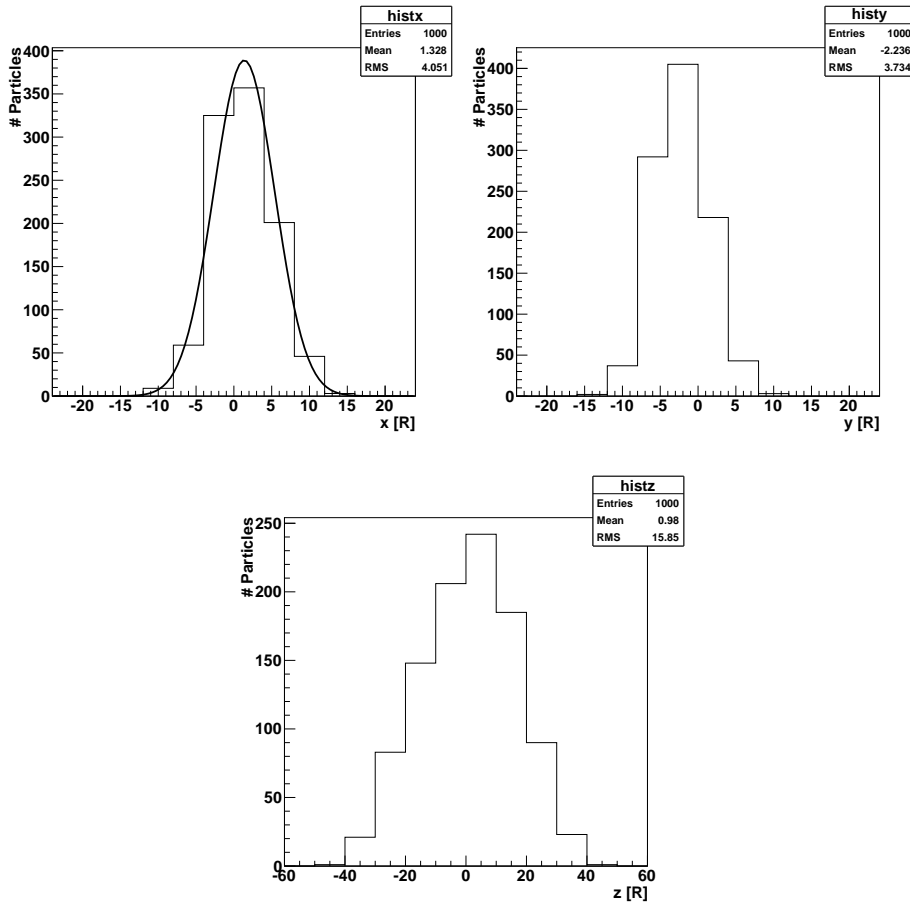 histx
Entries 1000
Mean 1.328
RMS 4.051
# Particles
400
350
300
250
200
150
100
50
0
-20 -15 -10 -5 0 5 10 15 20
x [R]
histy
Entries 1000
Mean -2.236
RMS 3.734
# Particles
400
350
300
250
200
150
100
50
0
-20 -15 -10 -5 0 5 10 15 20
y [R]
histz
Entries 1000
Mean 0.98
RMS 15.85
# Particles
250
200
150
100
50
0
-60 -40 -20 0 20 40 60
z [R]